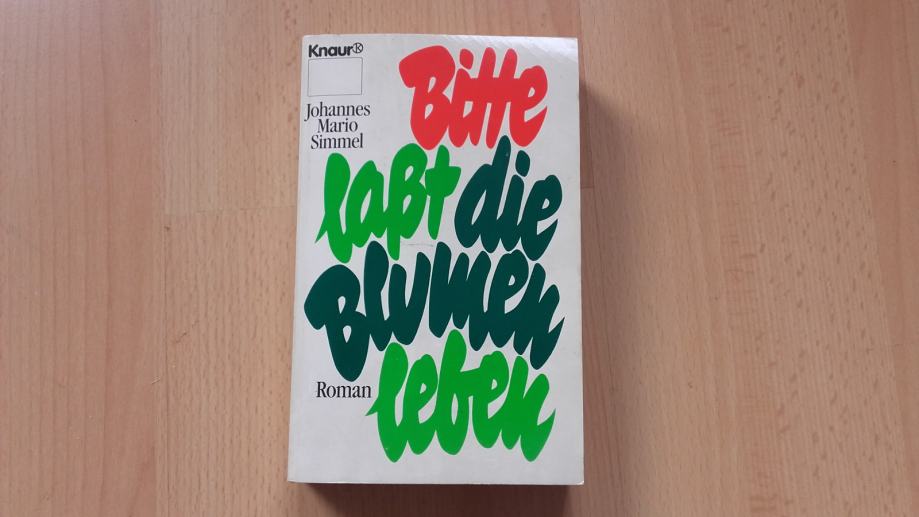 Knaur
Johannes
Mario
Simmel
Bitte
laßt die
Blumen
leben
Roman